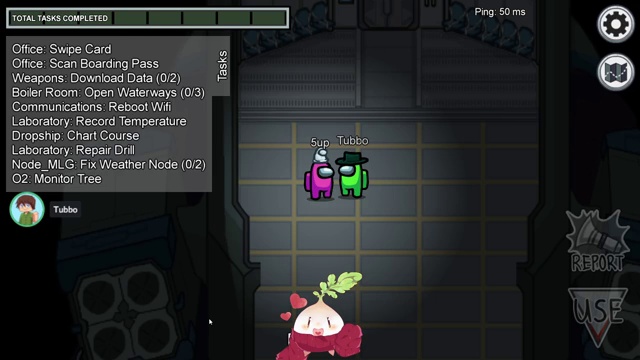 TOTAL TASKS COMPLETED
Ping: 50 ms
Office: Swipe Card
Office: Scan Boarding Pass
Weapons: Download Data (0/2)
Boiler Room: Open Waterways (0/3)
Communications: Reboot Wifi
Laboratory: Record Temperature
Dropship: Chart Course
Laboratory: Repair Drill
Node_MLG: Fix Weather Node (0/2)
O2: Monitor Tree
Tasks
5up
Tubbo
Tubbo
REPORT
USE